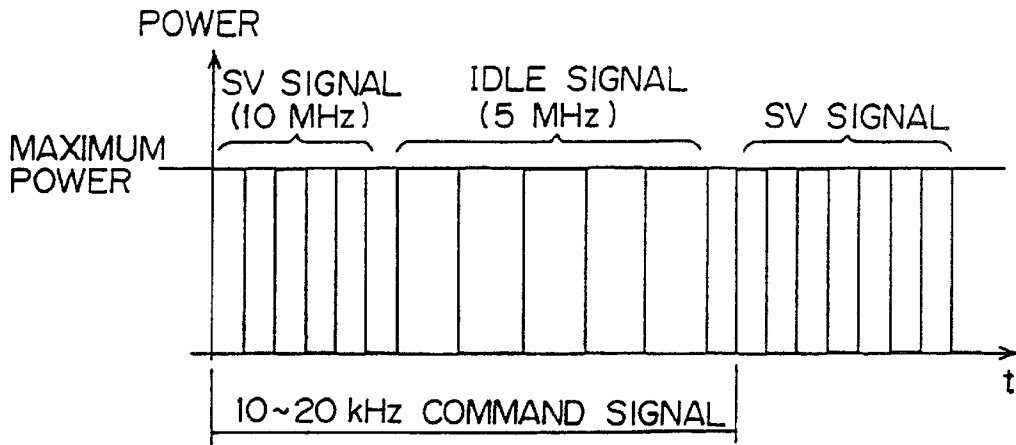 POWER
SV SIGNAL
(10 MHz)
IDLE SIGNAL
(5 MHz)
SV SIGNAL
MAXIMUM
POWER
t
10~20 kHz COMMAND SIGNAL